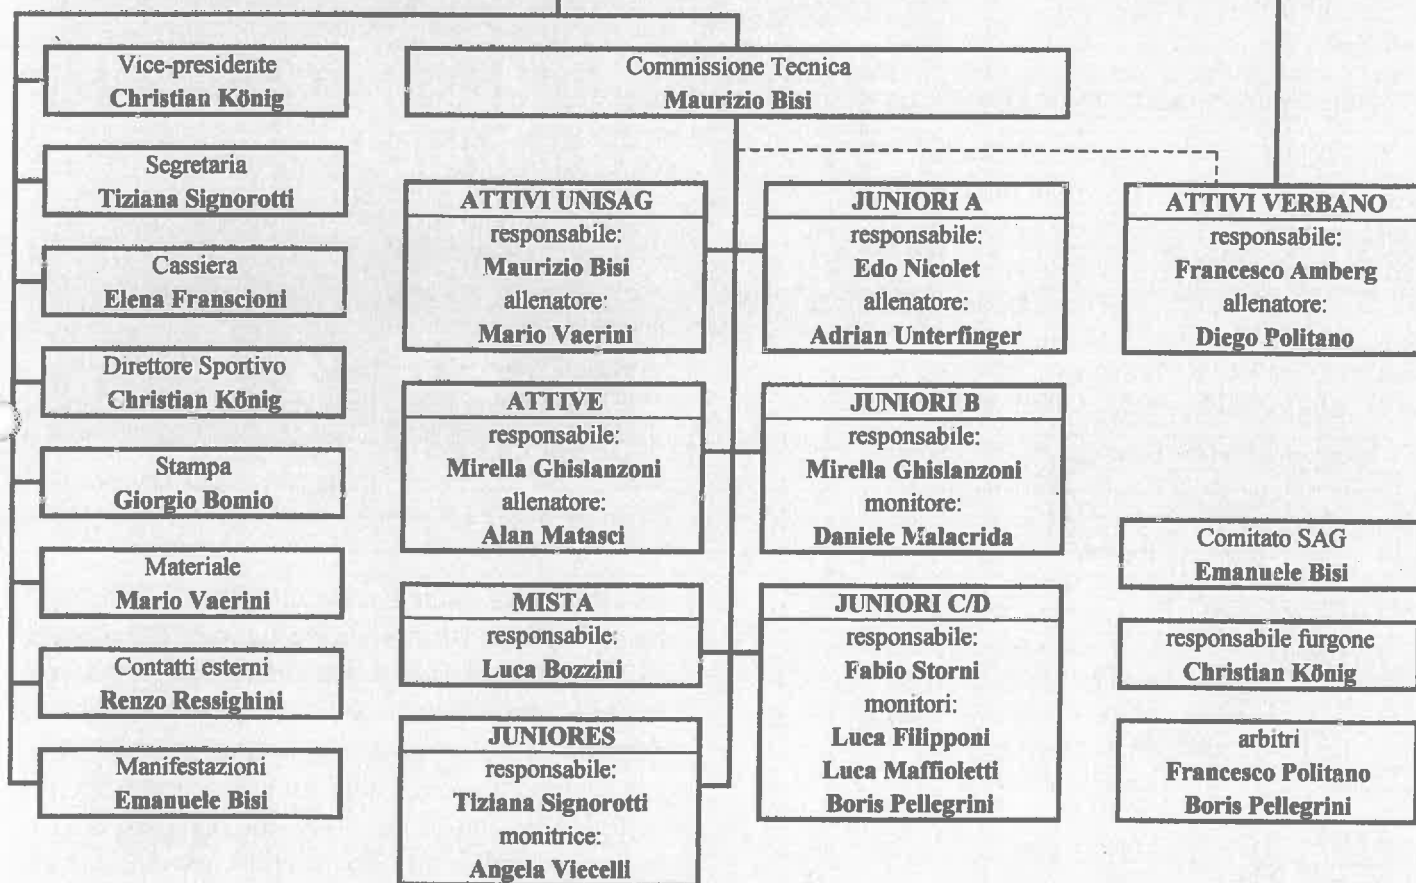 Vice-presidente
Christian König
Segretaria
Tiziana Signorotti
Cassiera
Elena Franscioni
Direttore Sportivo
Christian König
Stampa
Giorgio Bomio
Materiale
Mario Vaerini
Contatti esterni
Renzo Ressighini
Manifestazioni
Emanuele Bisi
Commissione Tecnica
Maurizio Bisi
ATTIVI UNISAG
responsabile:
Maurizio Bisi
allenatore:
Mario Vaerini
ATTIVE
responsabile:
Mirella Ghislanzoni
allenatore:
Alan Matasci
MISTA
responsabile:
Luca Bozzini
JUNIORES
responsabile:
Tiziana Signorotti
monitrice:
Angela Viecelli
JUNIORI A
responsabile:
Edo Nicolet
allenatore:
Adrian Unterfinger
JUNIORI B
responsabile:
Mirella Ghislanzoni
monitore:
Daniele Malacrida
JUNIORI C/D
responsabile:
Fabio Storni
monitori:
Luca Filipponi
Luca Maffioletti
Boris Pellegrini
ATTIVI VERBANO
responsabile:
Francesco Amberg
allenatore:
Diego Politano
Comitato SAG
Emanuele Bisi
responsabile furgone
Christian König
arbitri
Francesco Politano
Boris Pellegrini